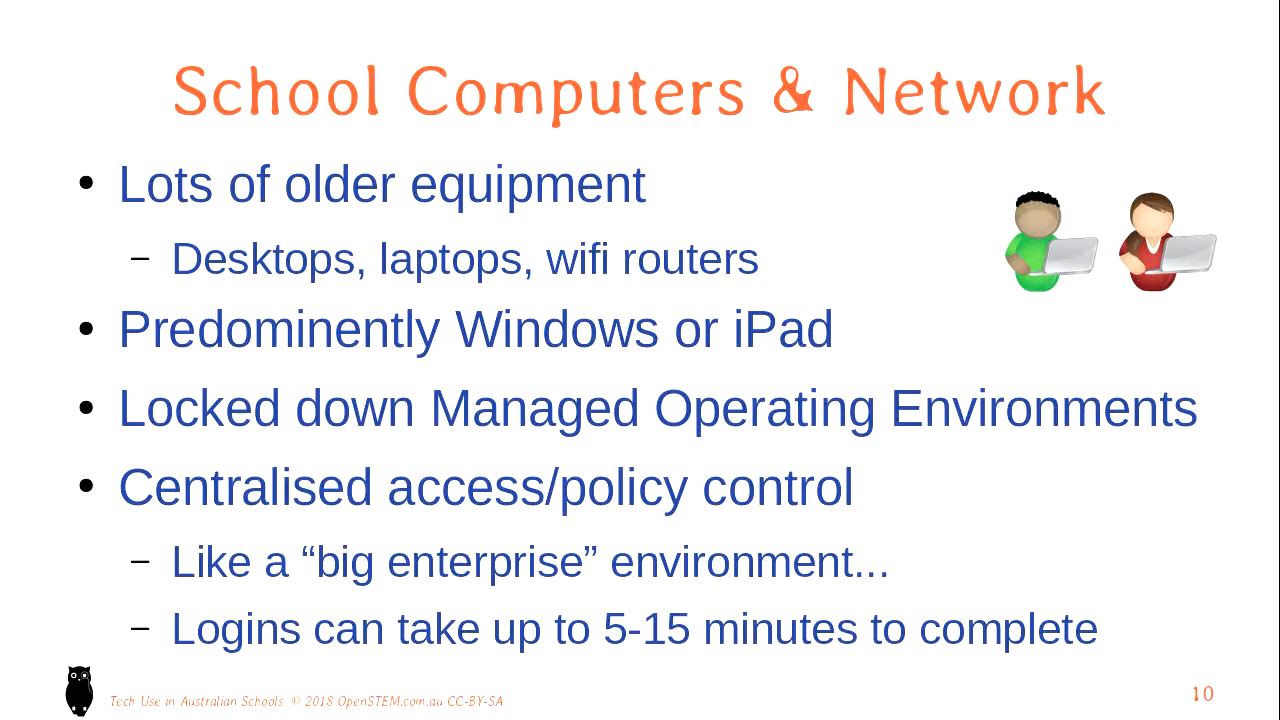 School Computers & Network
• Lots of older equipment
– Desktops, laptops, wifi routers
• Predominently Windows or iPad
• Locked down Managed Operating Environments
• Centralised access/policy control
– Like a “big enterprise” environment...
– Logins can take up to 5-15 minutes to complete
Tech Use in Australian Schools © 2018 OpenSTEM.com.au CC-BY-SA
10